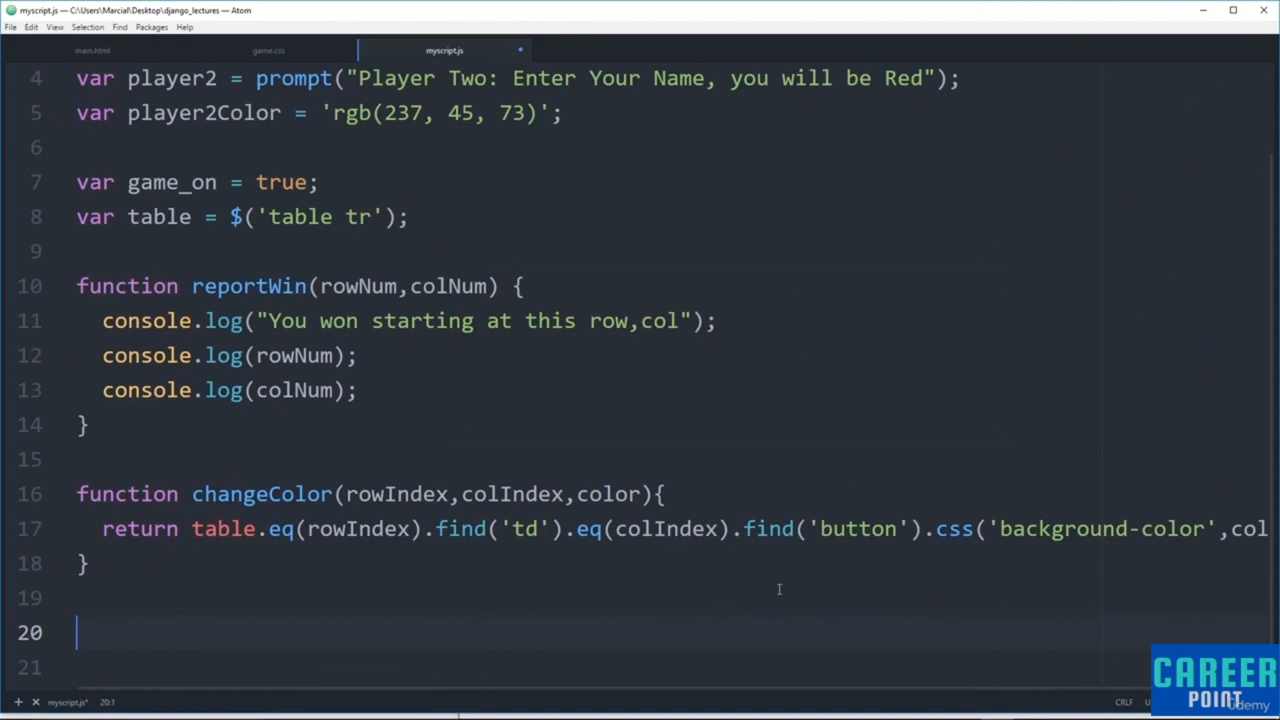 myscript.js — C:\Users\Marcial\Desktop\django_lectures — Atom
File Edit View Selection Find Packages Help
main.html game.css myscript.js
4 var player2 = prompt("Player Two: Enter Your Name, you will be Red");
5 var player2Color = 'rgb(237, 45, 73)';
6
7 var game_on = true;
8 var table = $('table tr');
9
10 function reportWin(rowNum,colNum) {
11 console.log("You won starting at this row,col");
12 console.log(rowNum);
13 console.log(colNum);
14 }
15
16 function changeColor(rowIndex,colIndex,color){
17 return table.eq(rowIndex).find('td').eq(colIndex).find('button').css('background-color',col
18 }
19
20
21
+ × myscript.js* 20:1 CRLF
CAREER
POINT
Udemy